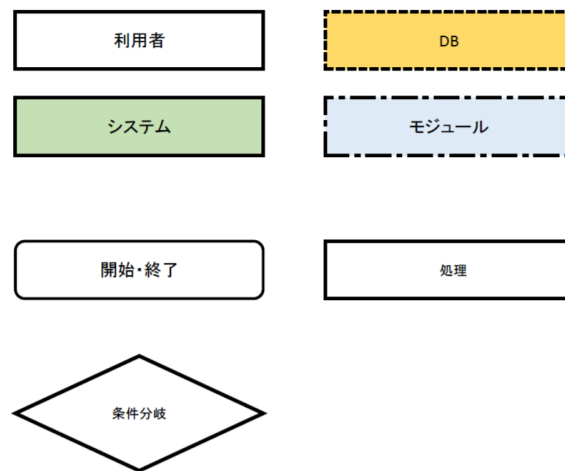 利用者
DB
システム
モジュール
開始・終了
処理
条件分岐